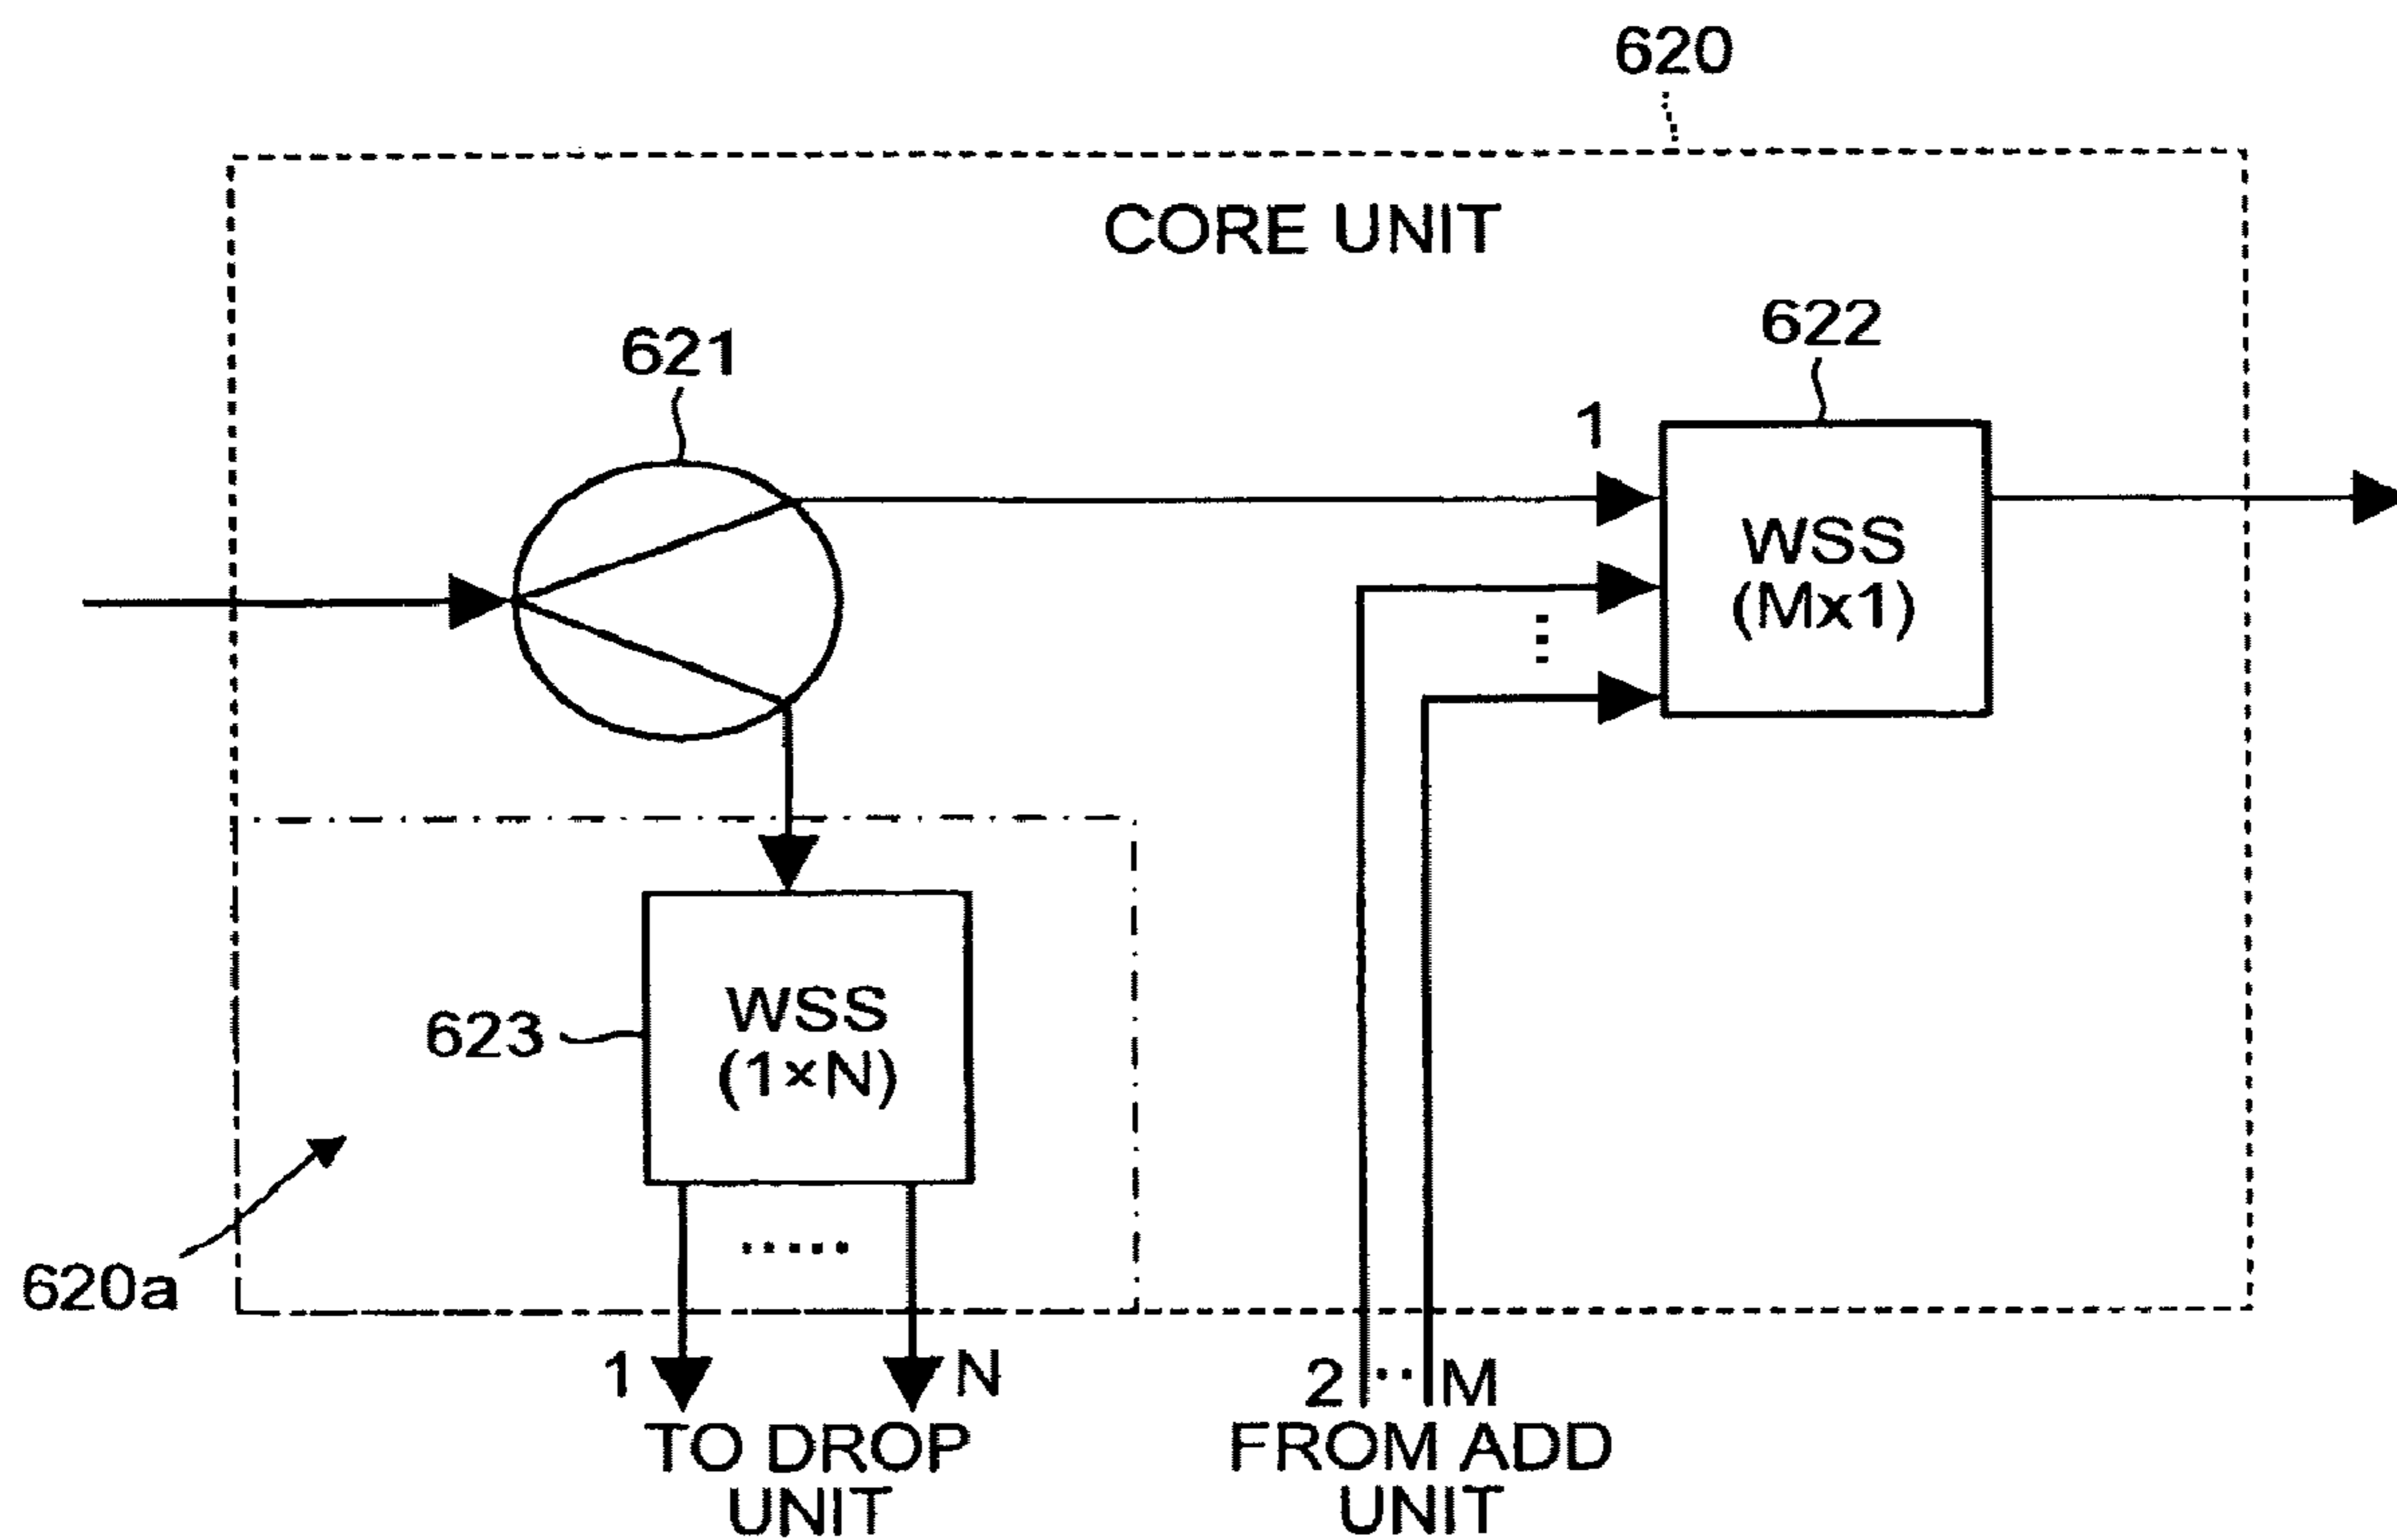 620
CORE UNIT
621
622
1
WSS
(Mx1)
623
WSS
(1×N)
620a
1
N
2
M
TO DROP
UNIT
FROM ADD
UNIT